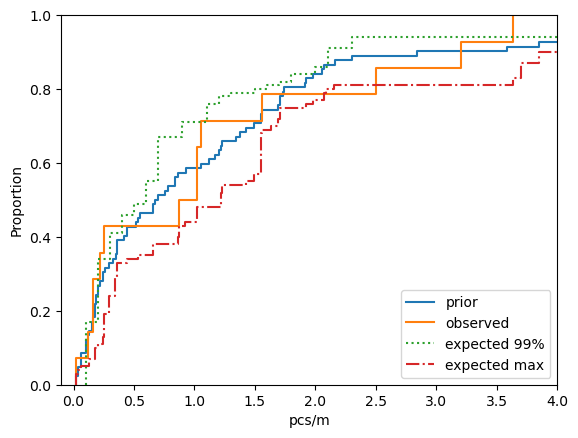 1.0
0.8
0.6
0.4
0.2
0.0
Proportion
prior
observed
expected 99%
expected max
0.0 0.5 1.0 1.5 2.0 2.5 3.0 3.5 4.0
pcs/m